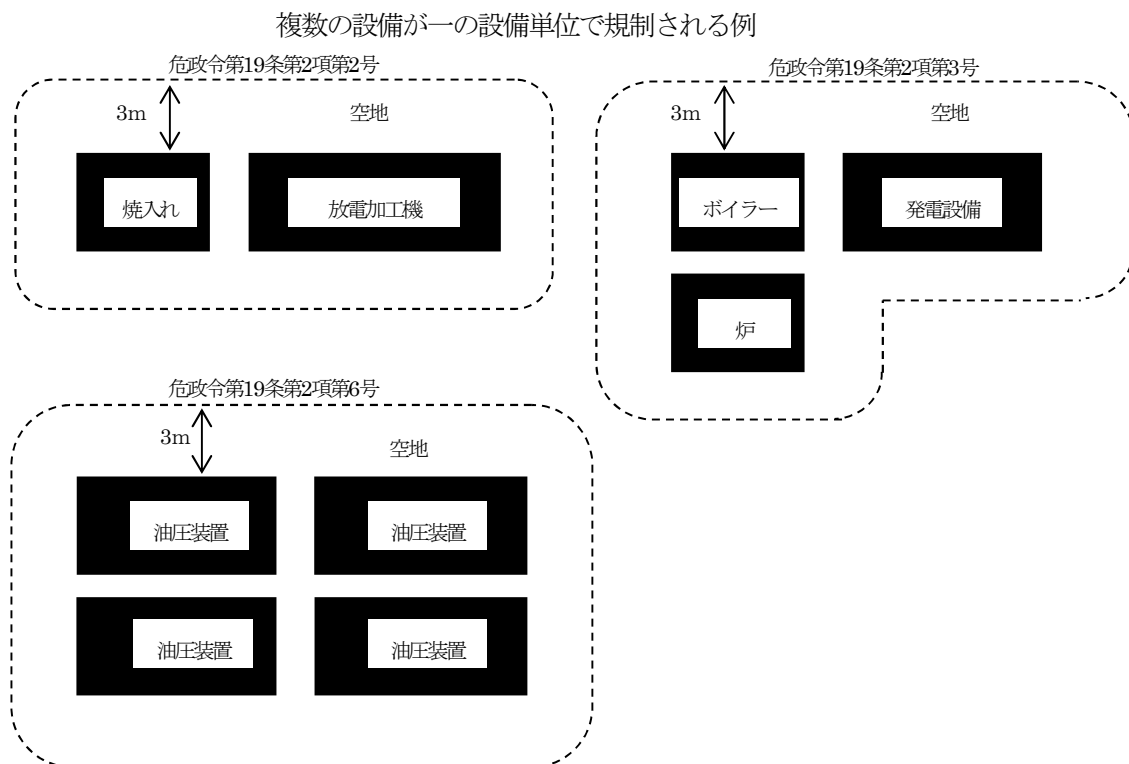 複数の設備が一の設備単位で規制される例
危政令第19条第2項第2号
3m
空地
焼入れ
放電加工機
危政令第19条第2項第3号
3m
空地
ボイラー
発電設備
炉
危政令第19条第2項第6号
3m
空地
油圧装置
油圧装置
油圧装置
油圧装置